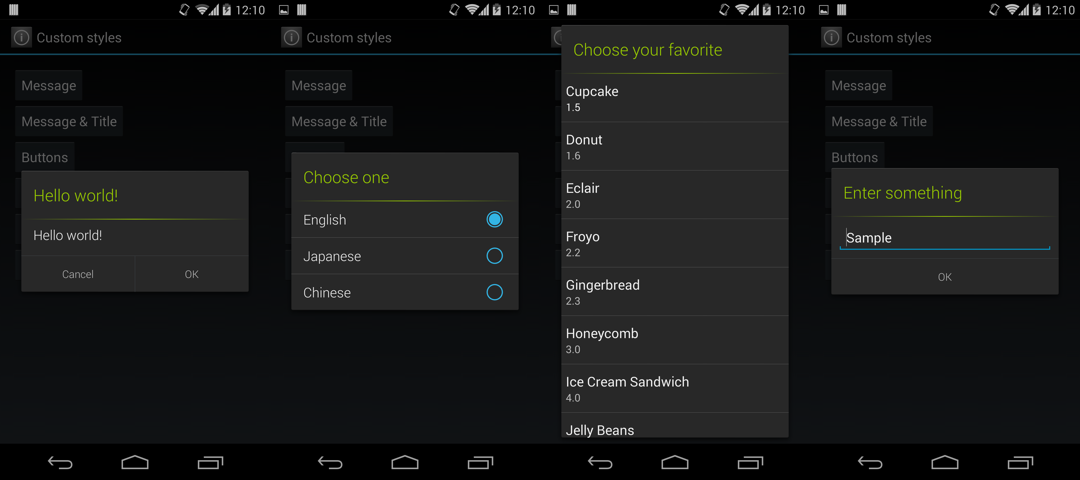 12:10
Custom styles
Message
Message & Title
Buttons
Hello world!
Hello world!
Cancel
OK
12:10
Custom styles
Message
Message & Title
Choose one
English
Japanese
Chinese
12:10
Choose your favorite
Cupcake
1.5
Donut
1.6
Eclair
2.0
Froyo
2.2
Gingerbread
2.3
Honeycomb
3.0
Ice Cream Sandwich
4.0
Jelly Beans
12:10
Custom styles
Message
Message & Title
Buttons
Enter something
Sample
OK